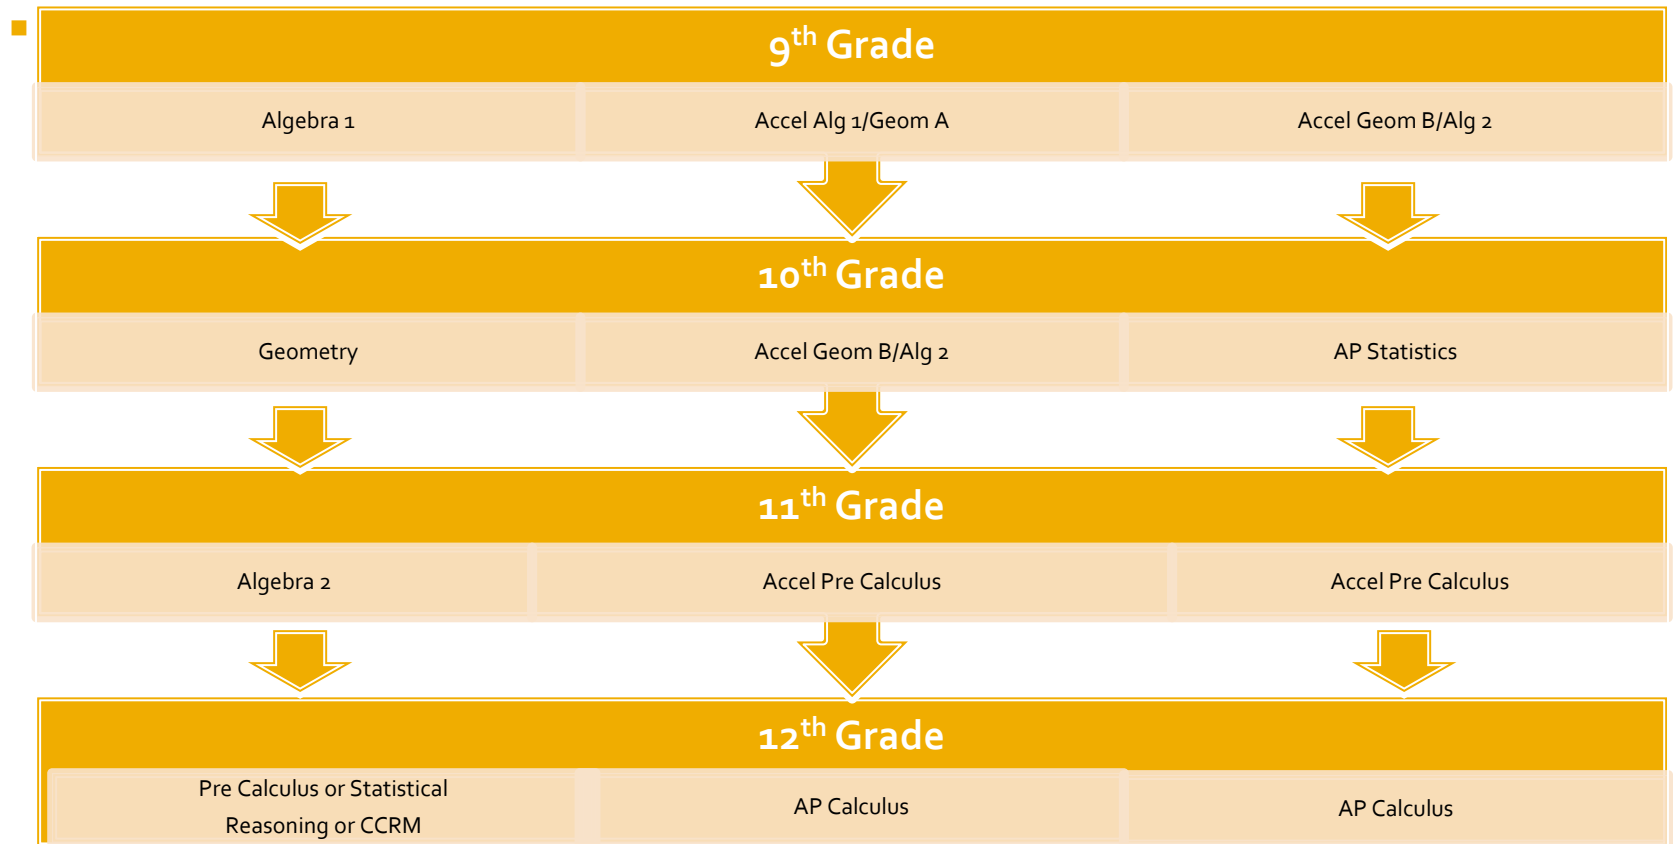 9th Grade
Algebra 1
Accel Alg 1/Geom A
Accel Geom B/Alg 2
10th Grade
Geometry
Accel Geom B/Alg 2
AP Statistics
11th Grade
Algebra 2
Accel Pre Calculus
Accel Pre Calculus
12th Grade
Pre Calculus or Statistical
Reasoning or CCRM
AP Calculus
AP Calculus